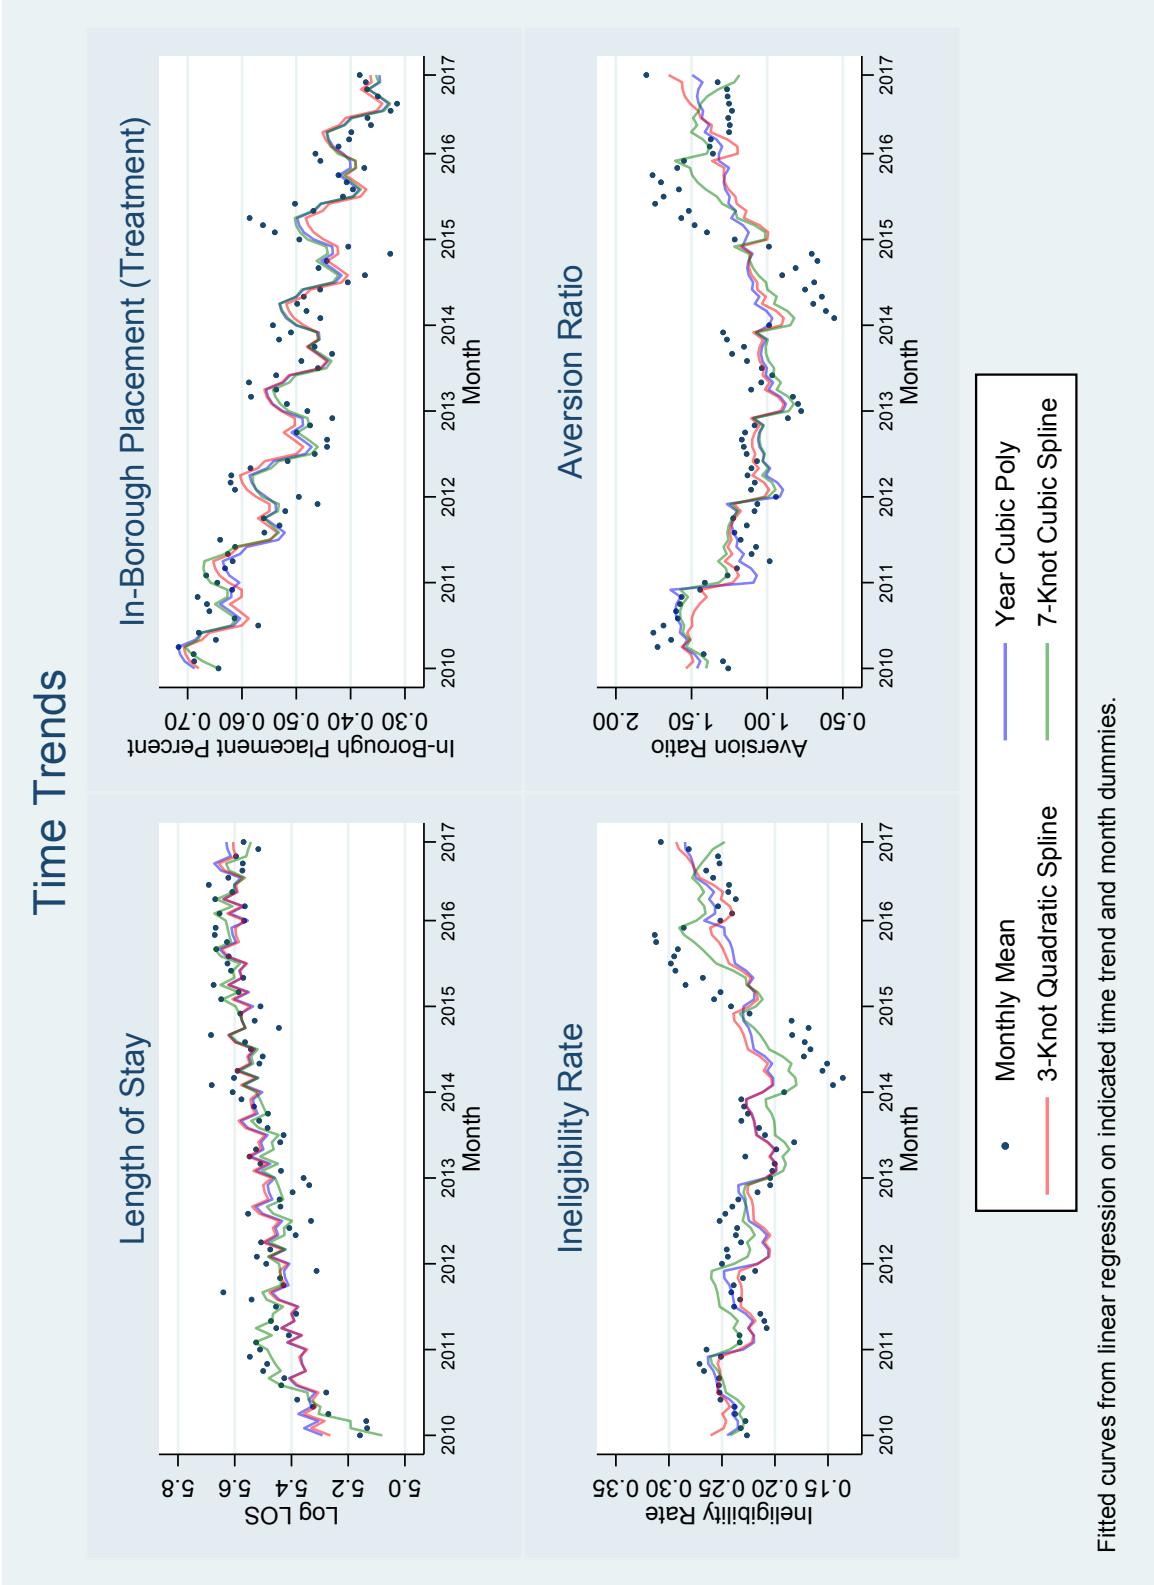 Time Trends
Length of Stay
Log LOS
5.8
5.6
5.4
5.2
5.0
2010 2011 2012 2013 2014 2015 2016 2017
Month
In-Borough Placement (Treatment)
In-Borough Placement Percent
0.70
0.60
0.50
0.40
0.30
2010 2011 2012 2013 2014 2015 2016 2017
Month
Ineligibility Rate
Ineligibility Rate
0.35
0.30
0.25
0.20
0.15
2010 2011 2012 2013 2014 2015 2016 2017
Month
Aversion Ratio
Aversion Ratio
2.00
1.50
1.00
0.50
2010 2011 2012 2013 2014 2015 2016 2017
Month
Monthly Mean Year Cubic Poly
3-Knot Quadratic Spline 7-Knot Cubic Spline
Fitted curves from linear regression on indicated time trend and month dummies.